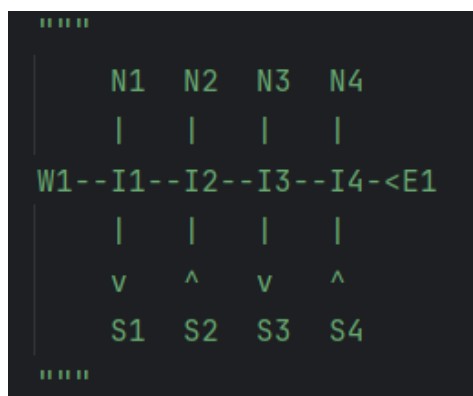 """
N1 N2 N3 N4
| | | |
W1--I1--I2--I3--I4-<E1
| | | |
v ^ v ^
S1 S2 S3 S4
"""